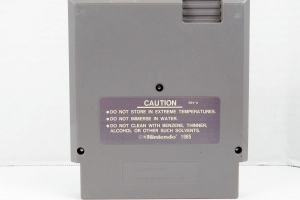 CAUTION REV-A
•DO NOT STORE IN EXTREME TEMPERATURES.
•DO NOT IMMERSE IN WATER.
•DO NOT CLEAN WITH BENZENE, THINNER,
ALCOHOL OR OTHER SUCH SOLVENTS.
©Nintendo 1985